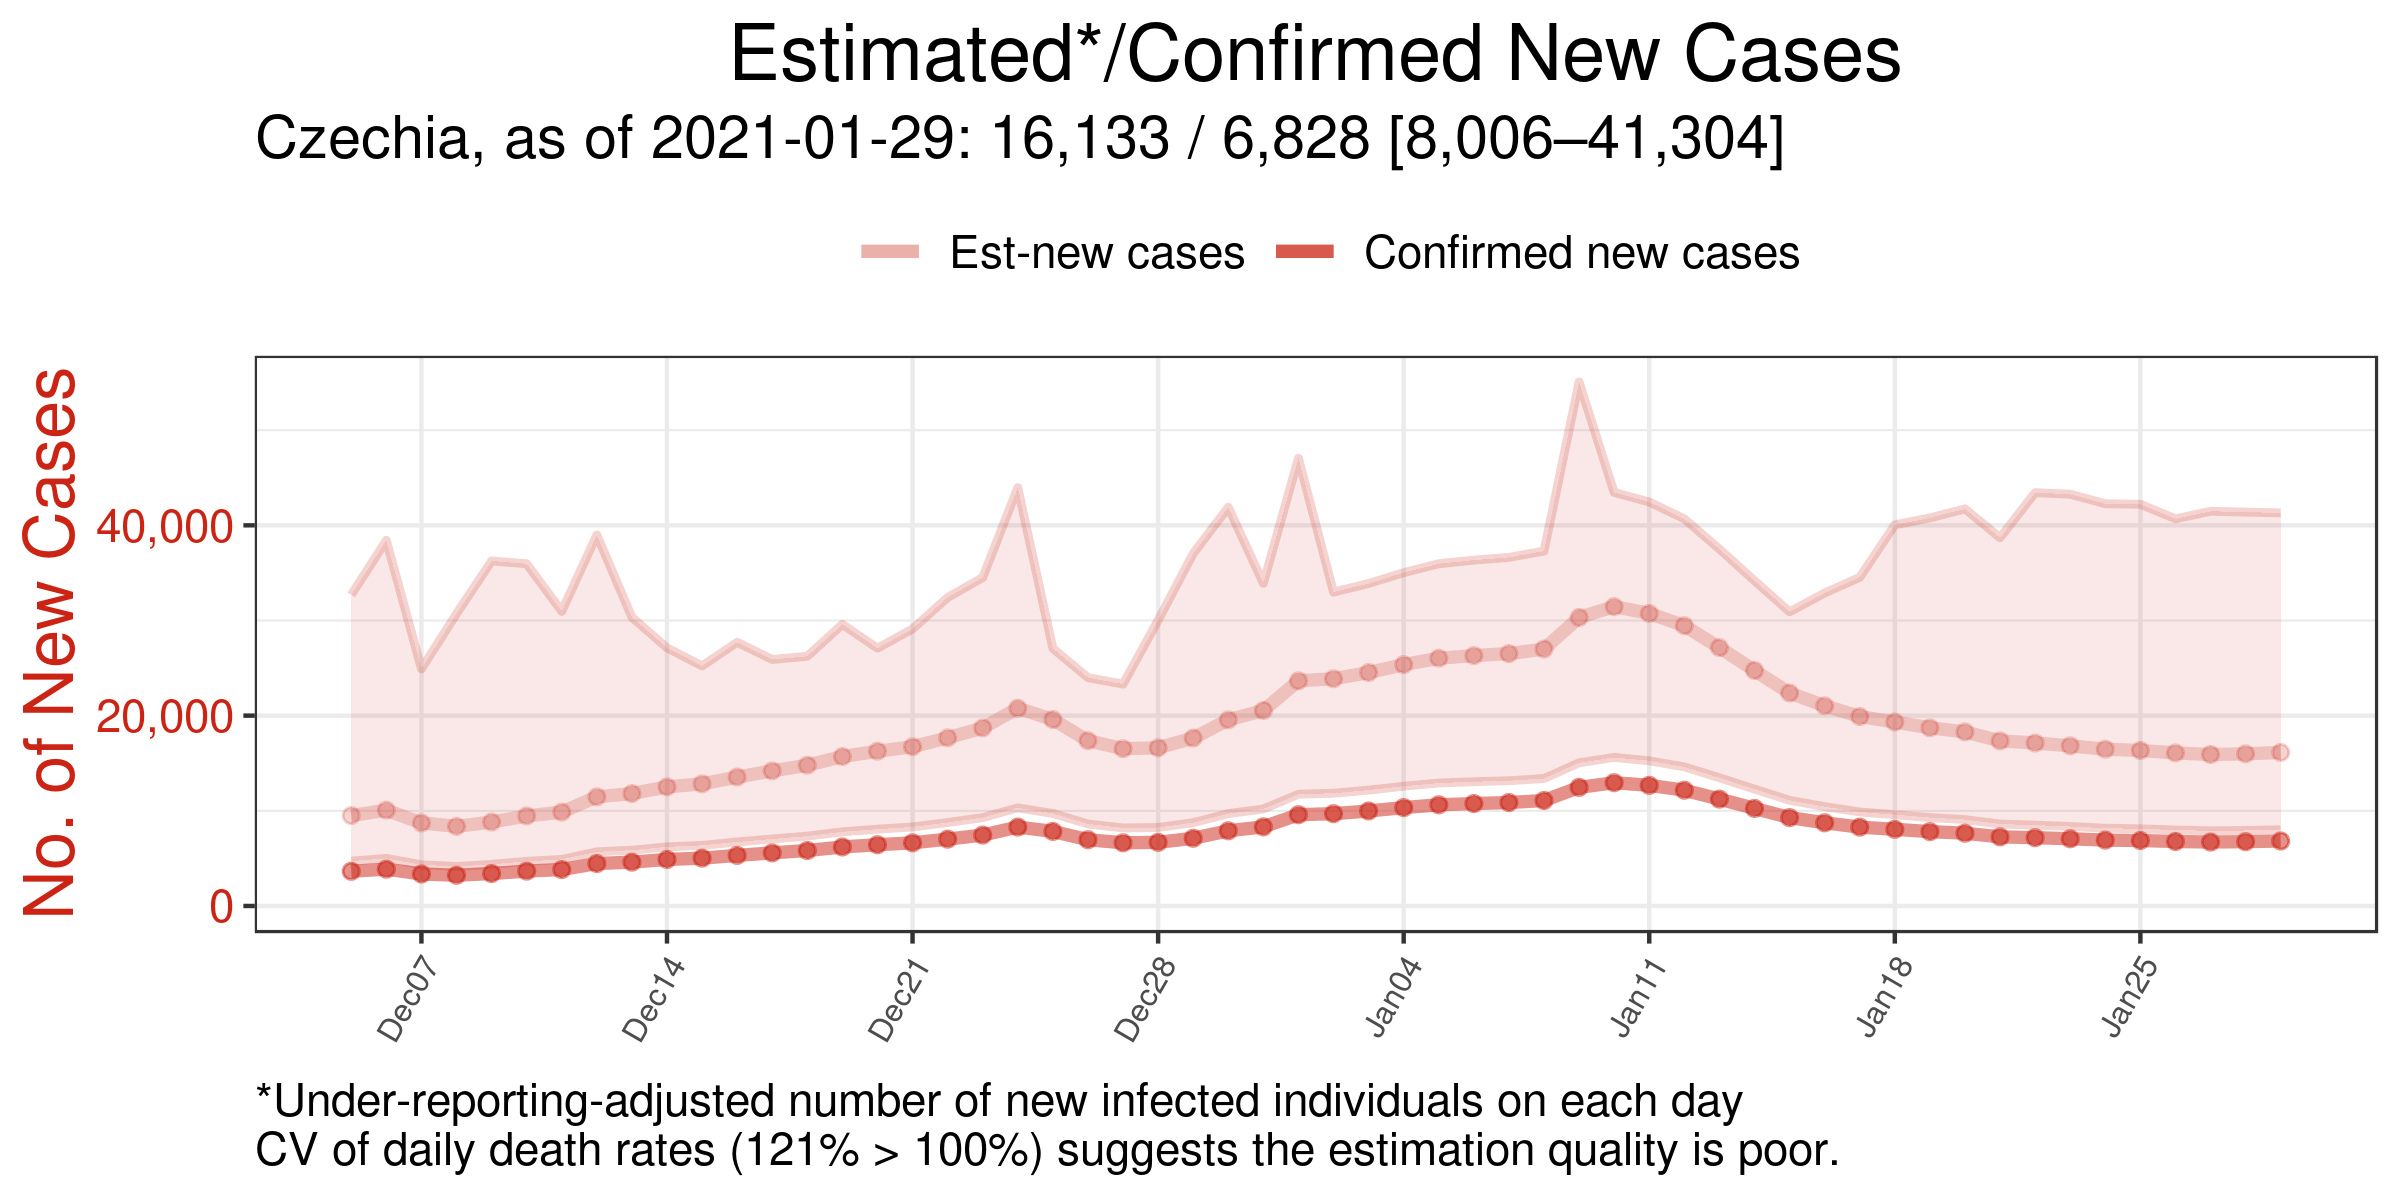 Estimated*/Confirmed New Cases
Czechia, as of 2021-01-29: 16,133 / 6,828 [8,006–41,304]
Est-new cases
Confirmed new cases
No. of New Cases
40,000
20,000
0
Dec07
Dec14
Dec21
Dec28
Jan04
Jan11
Jan18
Jan25
*Under-reporting-adjusted number of new infected individuals on each day
CV of daily death rates (121% > 100%) suggests the estimation quality is poor.